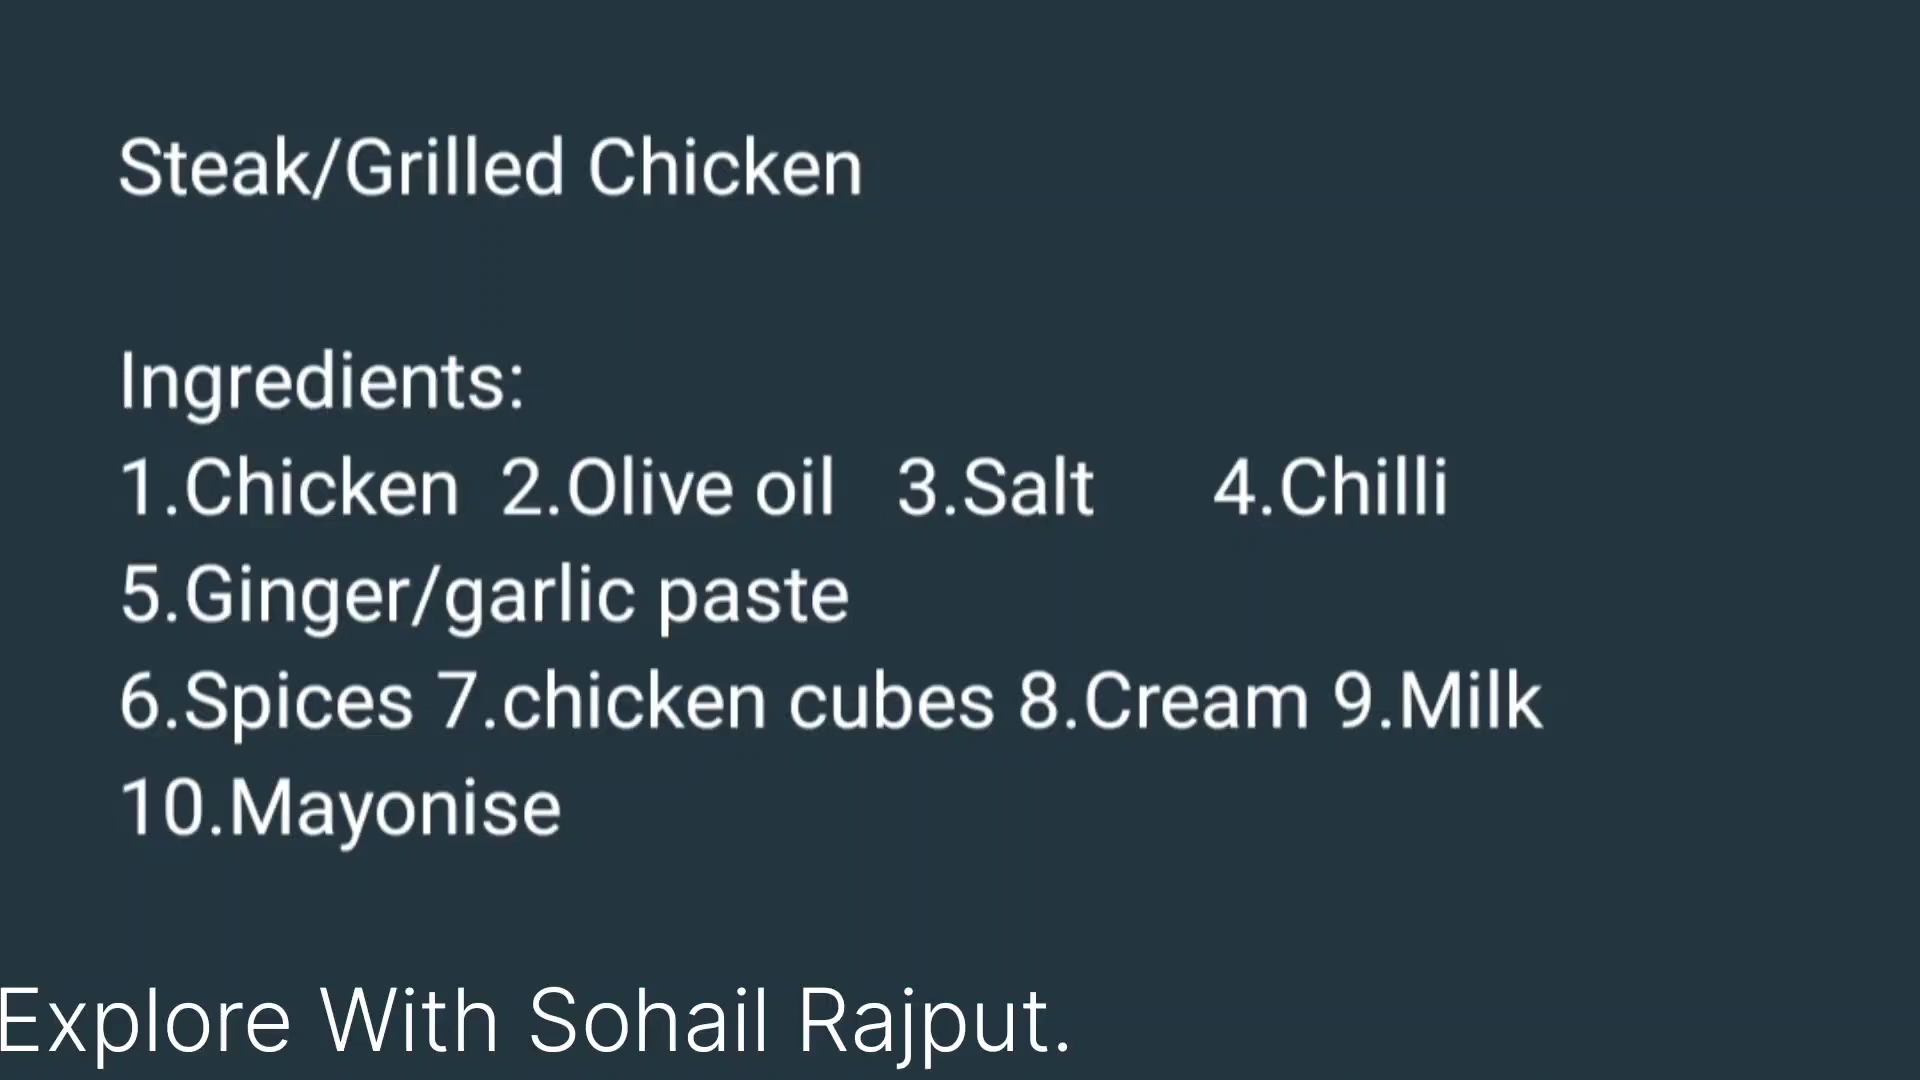 Steak/Grilled Chicken
Ingredients:
1.Chicken 2.Olive oil 3.Salt 4.Chilli
5.Ginger/garlic paste
6.Spices 7.chicken cubes 8.Cream 9.Milk
10.Mayonise
Explore With Sohail Rajput.